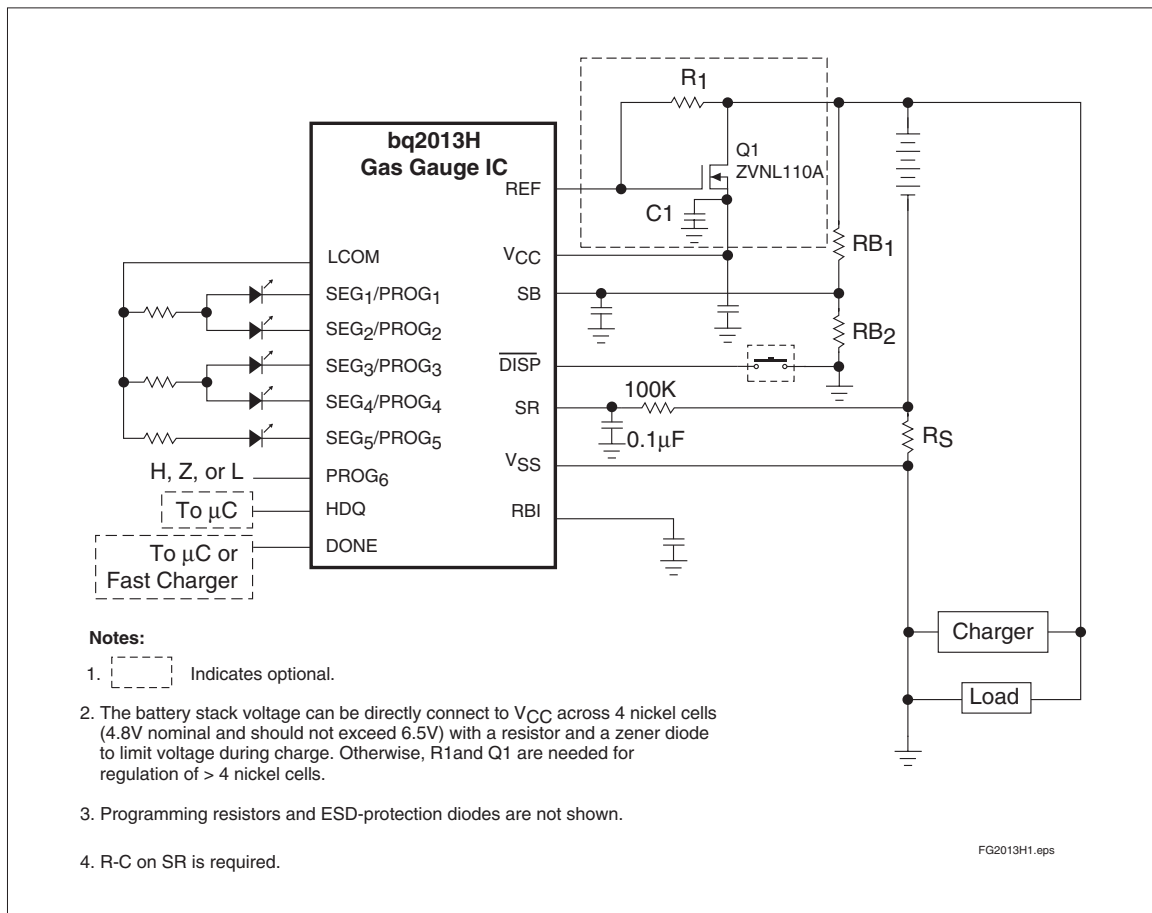 bq2013H
Gas Gauge IC
R1
Q1
ZVNL110A
C1
REF
VCC
SB
DISP
SR
VSS
RBI
RB1
RB2
100K
0.1µF
RS
LCOM
SEG1/PROG1
SEG2/PROG2
SEG3/PROG3
SEG4/PROG4
SEG5/PROG5
H, Z, or L
PROG6
To µC
HDQ
To µC or
Fast Charger
DONE
Charger
Load
Notes:
1. Indicates optional.
2. The battery stack voltage can be directly connect to VCC across 4 nickel cells
(4.8V nominal and should not exceed 6.5V) with a resistor and a zener diode
to limit voltage during charge. Otherwise, R1and Q1 are needed for
regulation of > 4 nickel cells.
3. Programming resistors and ESD-protection diodes are not shown.
4. R-C on SR is required.
FG2013H1.eps